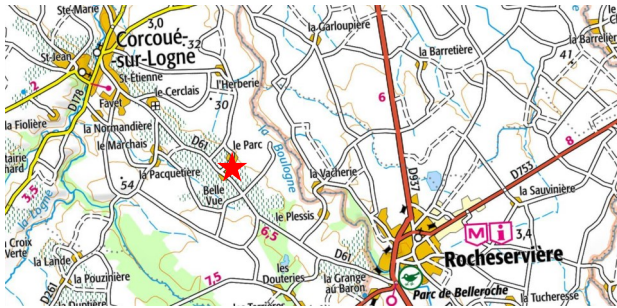 Ste-Marie
3,0
la Garloupière
Corcoué-
-sur-Logne
32
la Barretière
la Barrelière
41
St-Jean
St-Étienne
l'Herberie
2
le Cerclais
30
6
D178
Favet
la Fiolière
la Normandière
D61
le Parc
8
le Marchais
la Boulogne
D753
la Pacquetière
la Vacherie
D937
3,5
54
Belle
Vue
la Sauvinière
la Logne
le Plessis
M i
3,4
6,5
Croix
Verte
la Lande
D61
Rocheservière
7,5
la Pouzinière
les
Douteries
la Grange
au Baron
Parc de Belleroche
D261
la Tucheresse